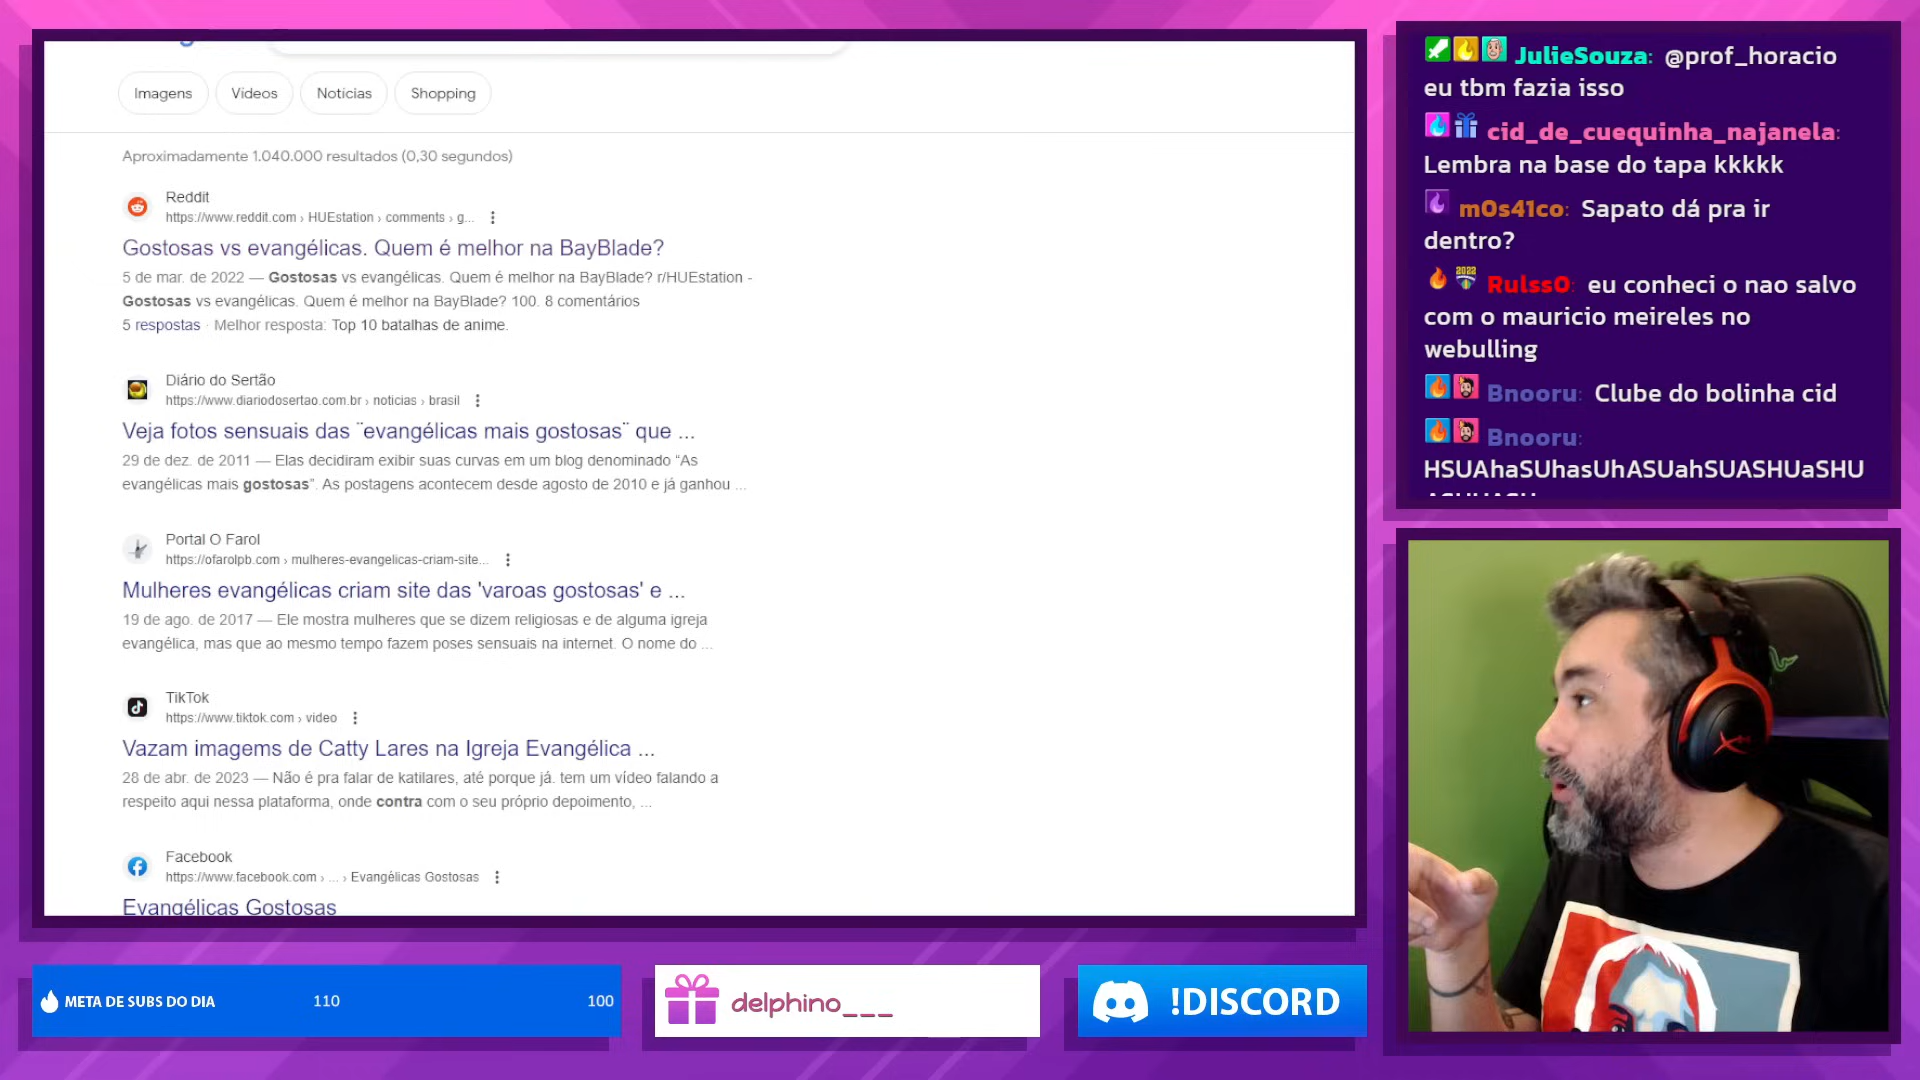 Imagens
Vídeos
Notícias
Shopping
Aproximadamente 1.040.000 resultados (0,30 segundos)
Reddit
https://www.reddit.com › HUEstation › comments › g...
Gostosas vs evangélicas. Quem é melhor na BayBlade?
5 de mar. de 2022 — Gostosas vs evangélicas. Quem é melhor na BayBlade? r/HUEstation -
Gostosas vs evangélicas. Quem é melhor na BayBlade? 100. 8 comentários
5 respostas · Melhor resposta: Top 10 batalhas de anime.
Diário do Sertão
https://www.diariodosertao.com.br › noticias › brasil
Veja fotos sensuais das ¨evangélicas mais gostosas¨ que ...
29 de dez. de 2011 — Elas decidiram exibir suas curvas em um blog denominado “As
evangélicas mais gostosas”. As postagens acontecem desde agosto de 2010 e já ganhou ...
Portal O Farol
https://ofarolpb.com › mulheres-evangelicas-criam-site...
Mulheres evangélicas criam site das 'varoas gostosas' e ...
19 de ago. de 2017 — Ele mostra mulheres que se dizem religiosas e de alguma igreja
evangélica, mas que ao mesmo tempo fazem poses sensuais na internet. O nome do ...
TikTok
https://www.tiktok.com › video
Vazam imagems de Catty Lares na Igreja Evangélica ...
28 de abr. de 2023 — Não é pra falar de katilares, até porque já. tem um vídeo falando a
respeito aqui nessa plataforma, onde contra com o seu próprio depoimento, ...
Facebook
https://www.facebook.com › ... › Evangélicas Gostosas
Evangélicas Gostosas
JulieSouza: @prof_horacio
eu tbm fazia isso
cid_de_cuequinha_najanela:
Lembra na base do tapa kkkkk
m0s41co: Sapato dá pra ir
dentro?
2022
Rulss0: eu conheci o nao salvo
com o mauricio meireles no
webulling
Bnooru: Clube do bolinha cid
Bnooru:
HSUAhaSUhasUhASUahSUASHUaSHU
META DE SUBS DO DIA 110 100
delphino___
!DISCORD